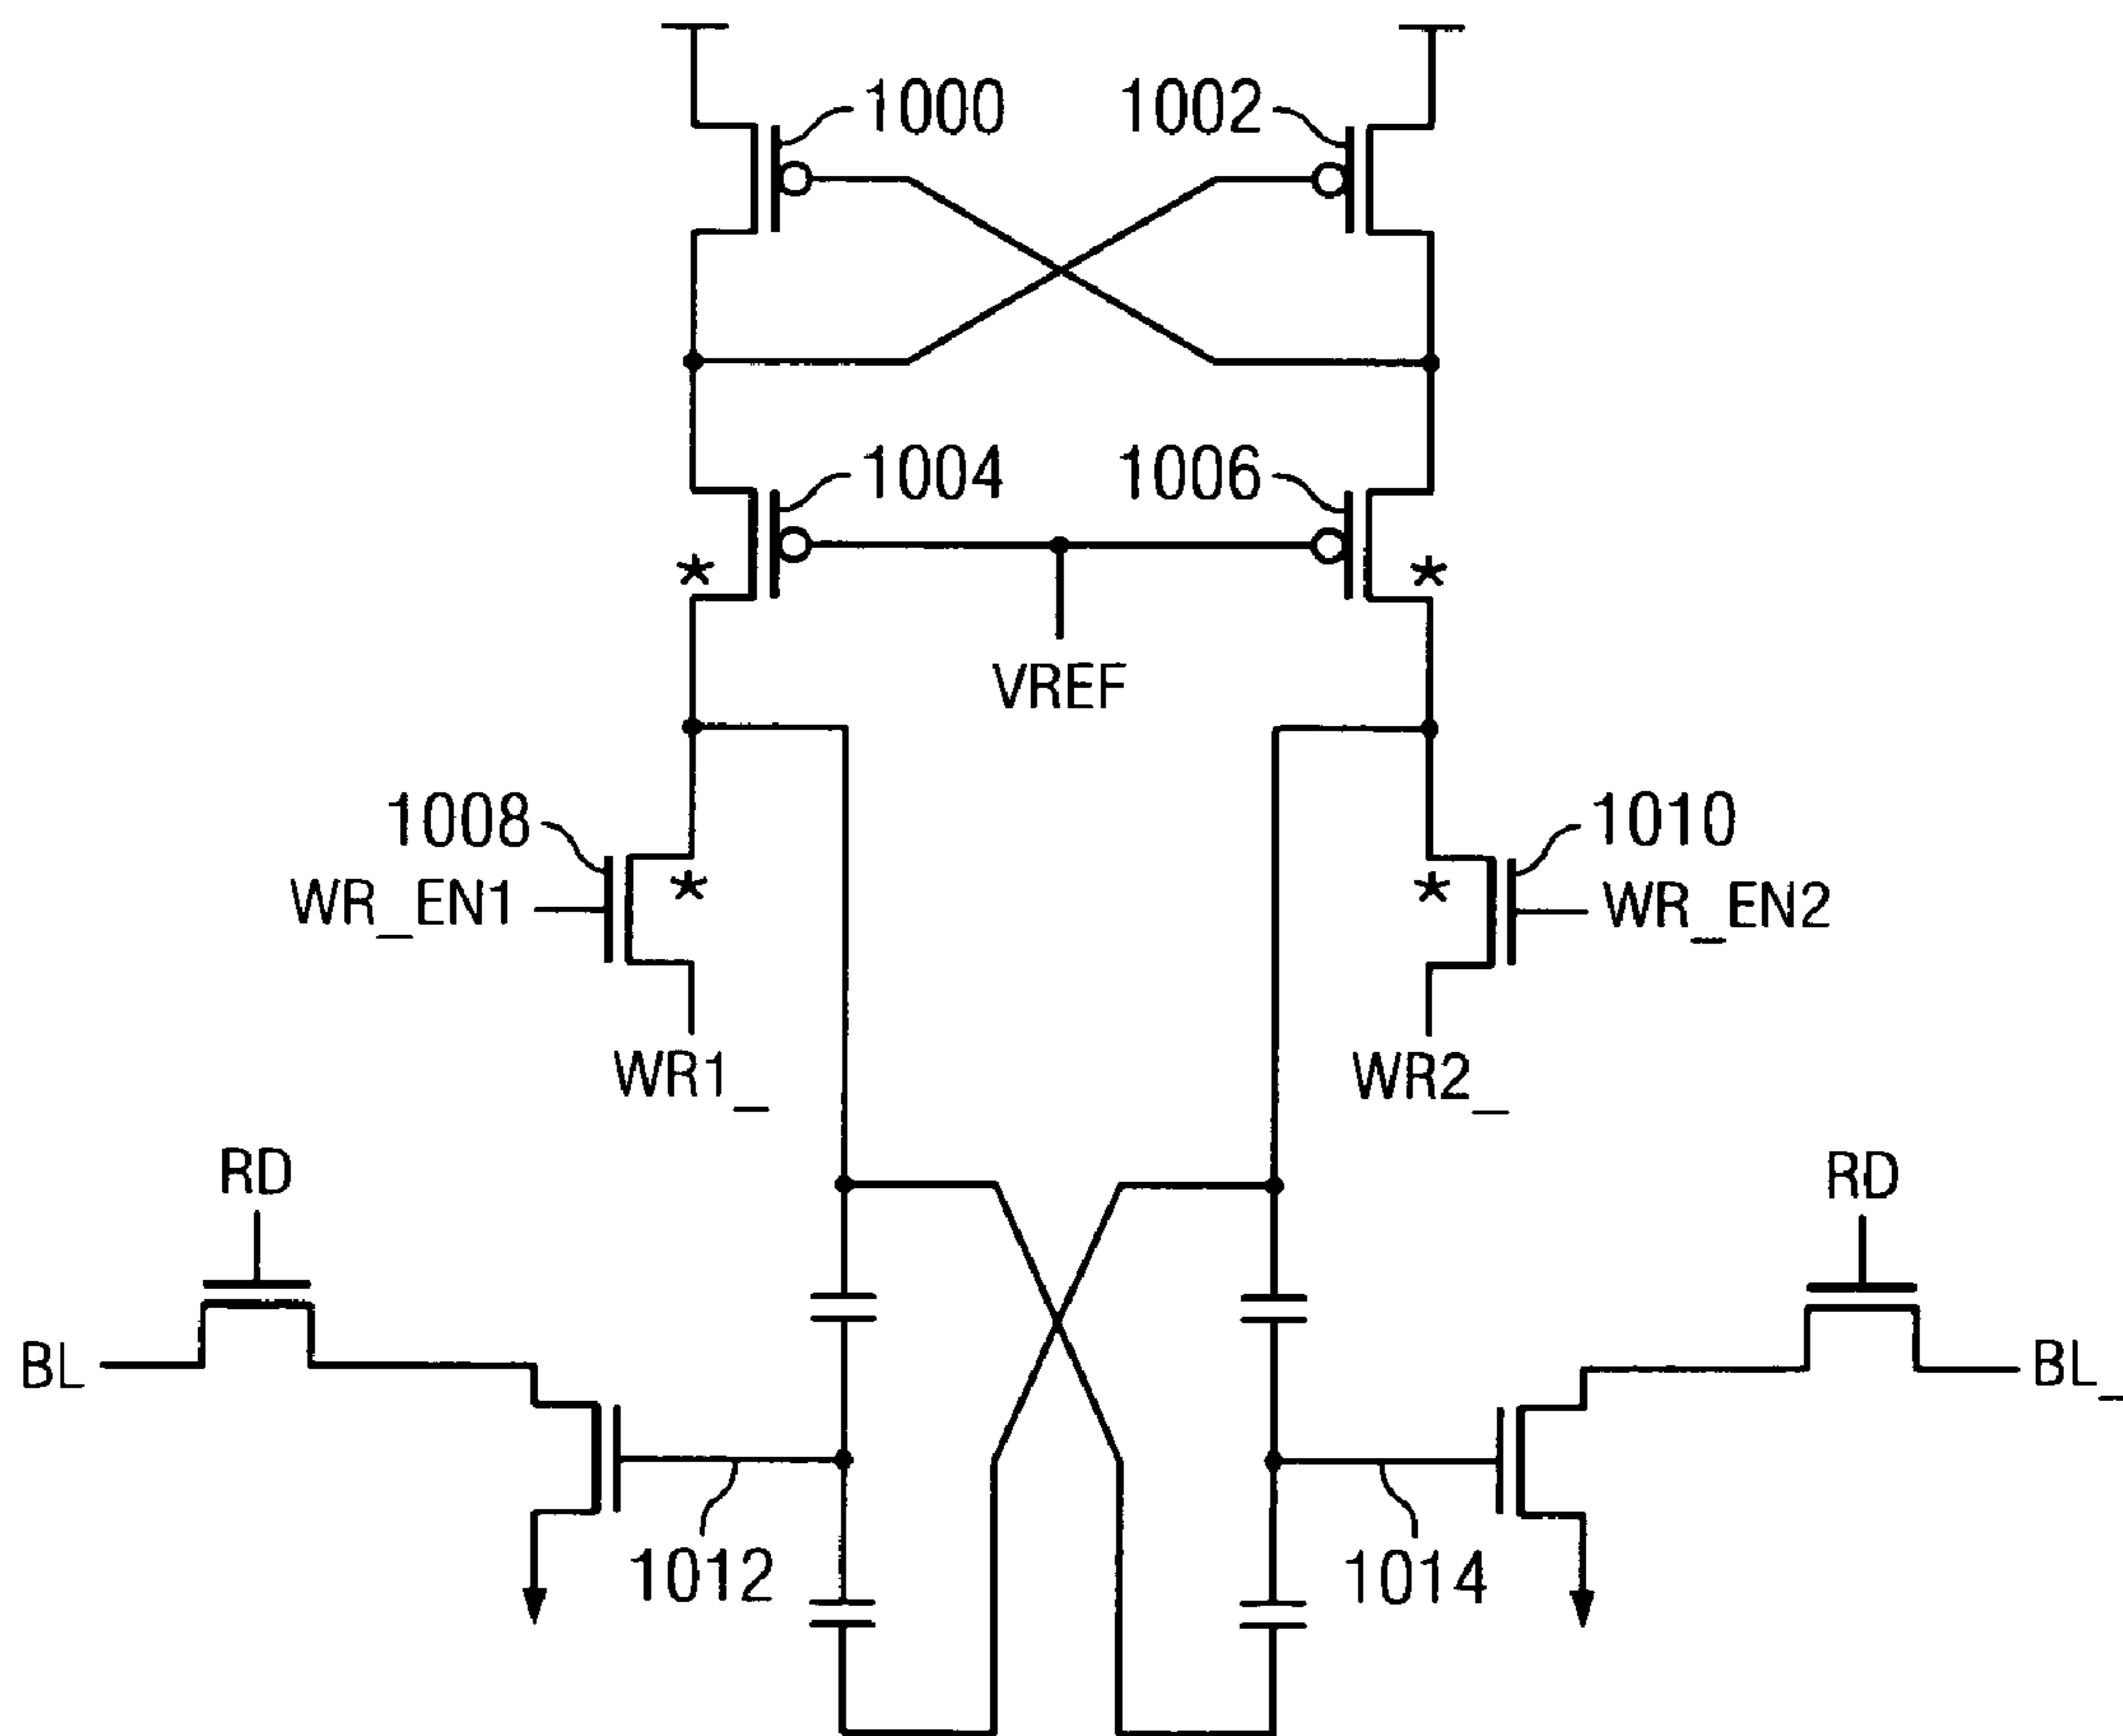 1000 1002
1004 1006
* *
VREF
1008 1010
WR_EN1 * * WR_EN2
WR1_ WR2_
RD RD
BL BL_
1012 1014